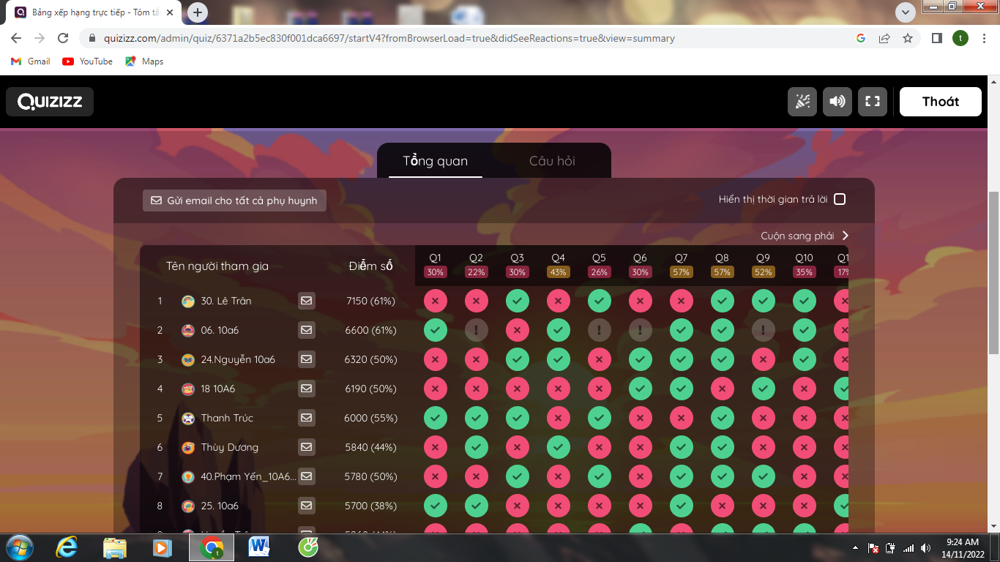 Bảng xếp hạng trực tiếp - Tóm tắ
quizizz.com/admin/quiz/6371a2b5ec830f001dca6697/startV4?fromBrowserLoad=true&didSeeReactions=true&view=summary
t
Gmail YouTube Maps
QUIZIZZ
Thoát
Tổng quan Câu hỏi
Gửi email cho tất cả phụ huynh
Hiển thị thời gian trả lời
Cuộn sang phải
Tên người tham gia Điểm số Q1 Q2 Q3 Q4 Q5 Q6 Q7 Q8 Q9 Q10 Q1
30% 22% 30% 43% 26% 30% 57% 57% 52% 35% 17%
1 30. Lê Trân 7150 (61%)
2 06. 10a6 6600 (61%)
3 24.Nguyễn 10a6 6320 (50%)
4 18 10A6 6190 (50%)
5 Thanh Trúc 6000 (55%)
6 Thùy Dương 5840 (44%)
7 40.Phạm Yến_10A6... 5780 (50%)
8 25. 10a6 5700 (38%)
9:24 AM
14/11/2022